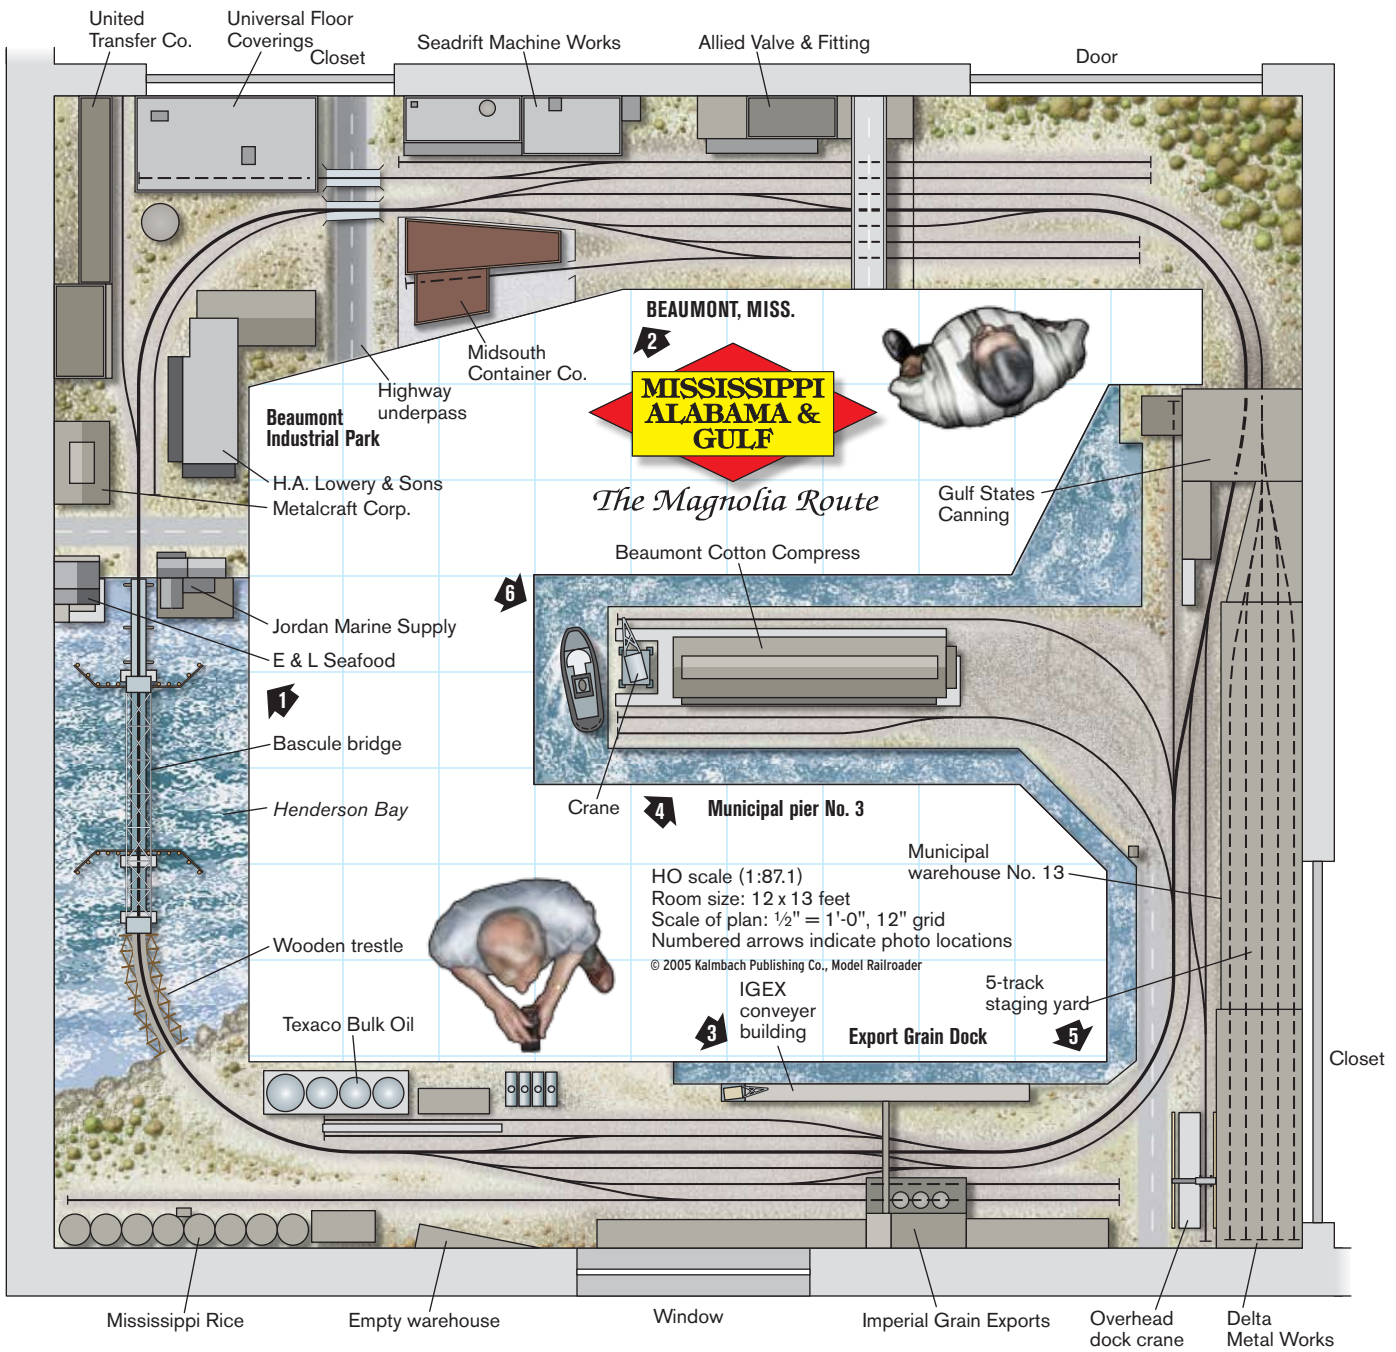 United
Transfer Co.
Universal Floor
Coverings
Closet
Seadrift Machine Works
Allied Valve & Fitting
Door
BEAUMONT, MISS.
2
Midsouth
Container Co.
Highway
underpass
MISSISSIPPI
ALABAMA &
GULF
The Magnolia Route
Beaumont
Industrial Park
H.A. Lowery & Sons
Metalcraft Corp.
Gulf States
Canning
Beaumont Cotton Compress
6
Jordan Marine Supply
E & L Seafood
1
Bascule bridge
Henderson Bay
Crane
4
Municipal pier No. 3
Municipal
warehouse No. 13
HO scale (1:87.1)
Room size: 12 x 13 feet
Scale of plan: ½" = 1'-0", 12" grid
Numbered arrows indicate photo locations
© 2005 Kalmbach Publishing Co., Model Railroader
Wooden trestle
5-track
staging yard
IGEX
conveyer
building
3
Export Grain Dock
5
Texaco Bulk Oil
Closet
Mississippi Rice
Empty warehouse
Window
Imperial Grain Exports
Overhead
dock crane
Delta
Metal Works